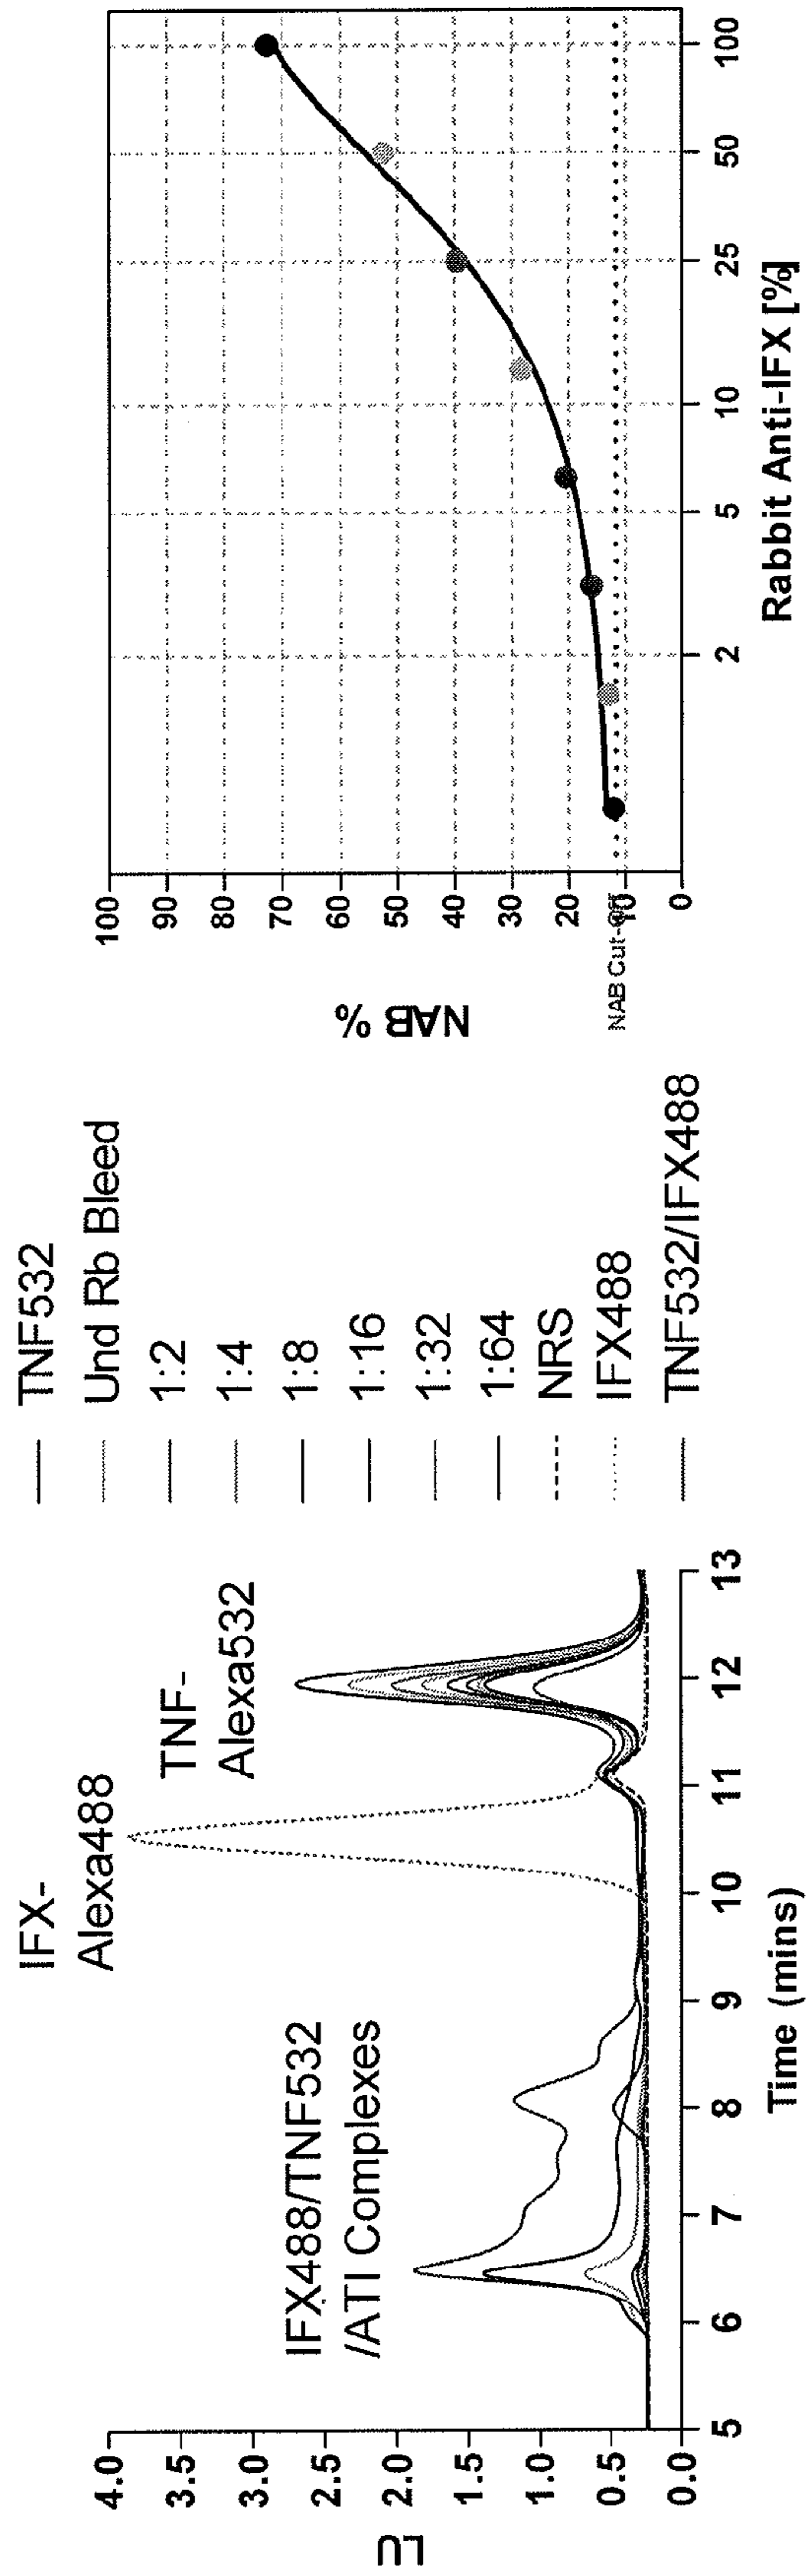 IFX-
Alexa488
TNF-
Alexa532
IFX488/TNF532
/ATI Complexes
LU
4.0
3.5
3.0
2.5
2.0
1.5
1.0
0.5
0.0
5
6
7
8
9
10
11
12
13
Time (mins)
TNF532
Und Rb Bleed
1:2
1:4
1:8
1:16
1:32
1:64
NRS
IFX488
TNF532/IFX488
NAB %
100
90
80
70
60
50
40
30
20
10
0
NAB Cut-Off
2
5
10
25
50
100
Rabbit Anti-IFX [%]